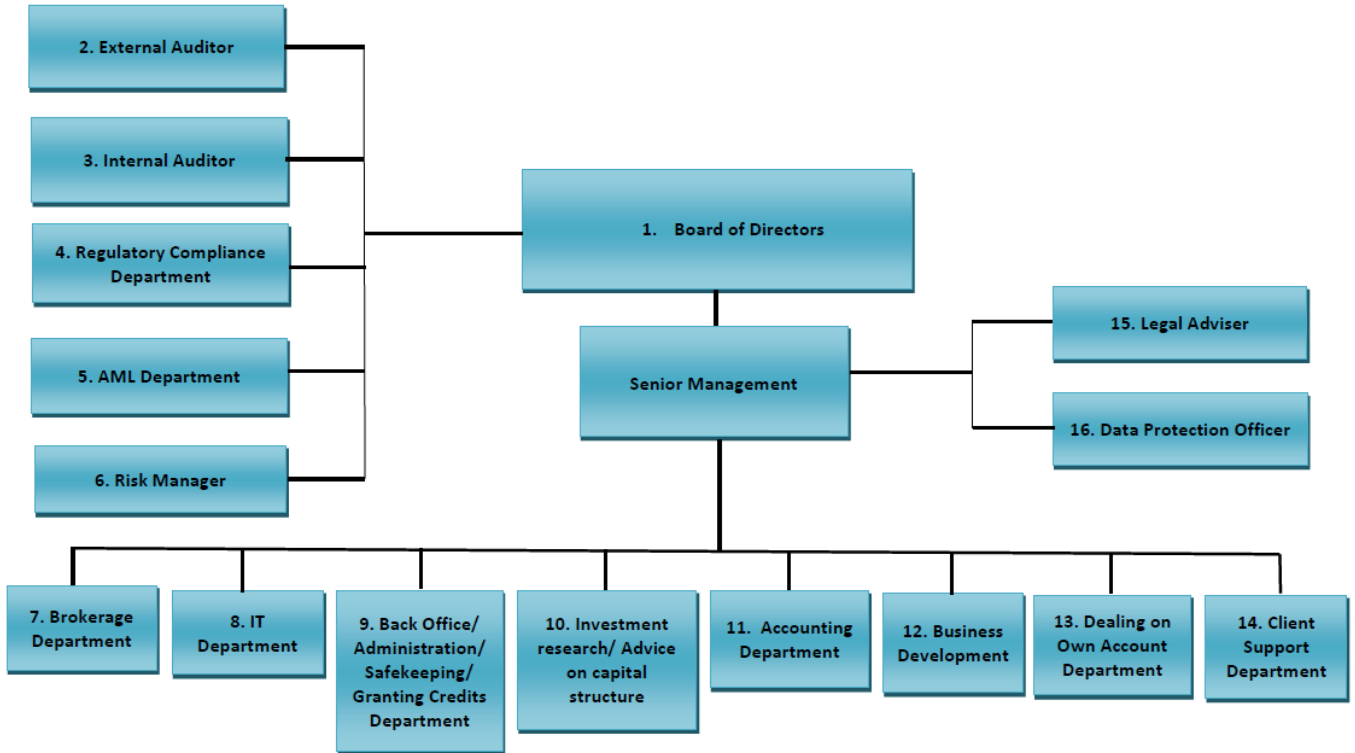 2. External Auditor
3. Internal Auditor
4. Regulatory Compliance
Department
5. AML Department
6. Risk Manager
1. Board of Directors
Senior Management
15. Legal Adviser
16. Data Protection Officer
7. Brokerage
Department
8. IT
Department
9. Back Office/
Administration/
Safekeeping/
Granting Credits
Department
10. Investment
research/ Advice
on capital
structure
11. Accounting
Department
12. Business
Development
13. Dealing on
Own Account
Department
14. Client
Support
Department